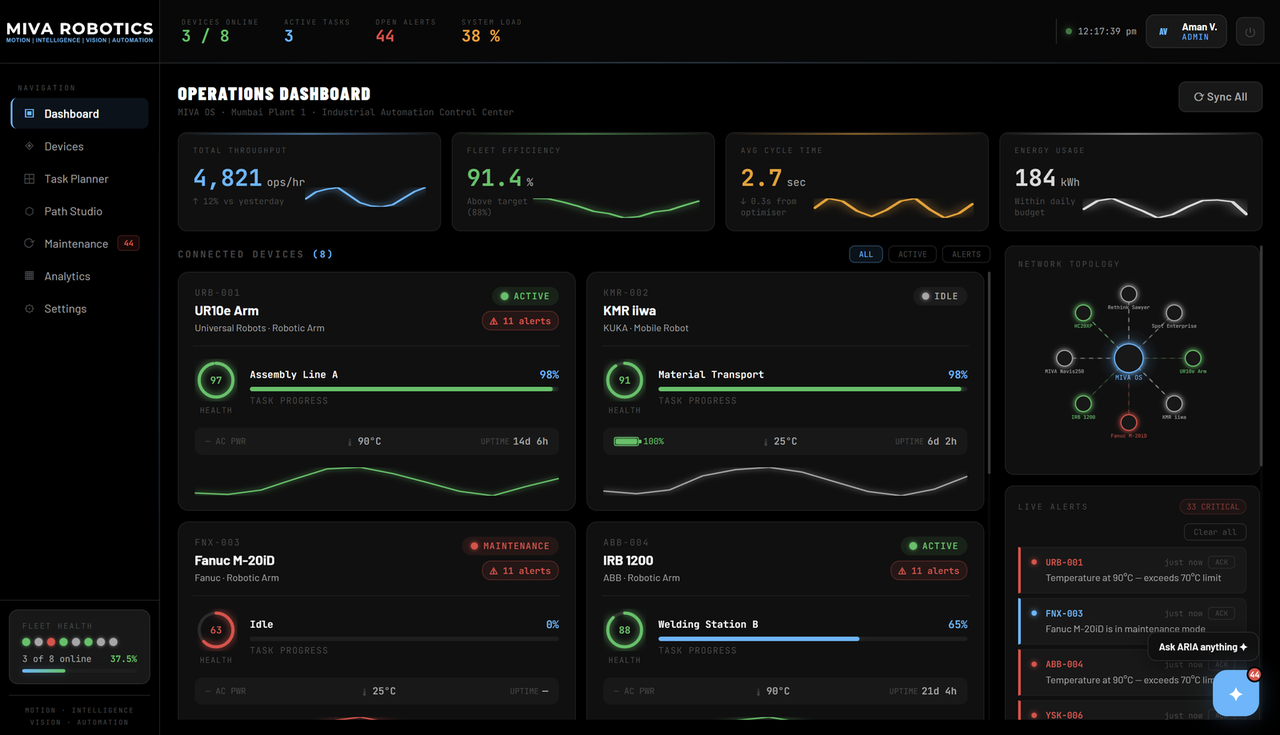 MIVA ROBOTICS
MOTION | INTELLIGENCE | VISION | AUTOMATION
DEVICES ONLINE
3 / 8
ACTIVE TASKS
3
OPEN ALERTS
44
SYSTEM LOAD
38 %
12:17:39 pm
AV
Aman V.
ADMIN
NAVIGATION
Dashboard
Devices
Task Planner
Path Studio
Maintenance 44
Analytics
Settings
FLEET HEALTH
3 of 8 online 37.5%
MOTION · INTELLIGENCE
VISION · AUTOMATION
OPERATIONS DASHBOARD
MIVA OS · Mumbai Plant 1 · Industrial Automation Control Center
Sync All
TOTAL THROUGHPUT
4,821 ops/hr
↑ 12% vs yesterday
FLEET EFFICIENCY
91.4 %
Above target
(88%)
AVG CYCLE TIME
2.7 sec
↓ 0.3s from
optimiser
ENERGY USAGE
184 kWh
Within daily
budget
CONNECTED DEVICES (8)
ALL ACTIVE ALERTS
URB-001
ACTIVE
UR10e Arm
Universal Robots · Robotic Arm
⚠ 11 alerts
97
HEALTH
Assembly Line A 98%
TASK PROGRESS
— AC PWR
90°C
UPTIME 14d 6h
KMR-002
IDLE
KMR iiwa
KUKA · Mobile Robot
91
HEALTH
Material Transport 98%
TASK PROGRESS
100%
25°C
UPTIME 6d 2h
FNX-003
MAINTENANCE
Fanuc M-20iD
Fanuc · Robotic Arm
⚠ 11 alerts
63
HEALTH
Idle 0%
TASK PROGRESS
— AC PWR
25°C
UPTIME —
ABB-004
ACTIVE
IRB 1200
ABB · Robotic Arm
⚠ 11 alerts
88
HEALTH
Welding Station B 65%
TASK PROGRESS
— AC PWR
90°C
UPTIME 21d 4h
NETWORK TOPOLOGY
Rethink Sawyer
HC20XP
Spot Enterprise
MIVA Navis250
MIVA OS
UR10e Arm
IRB 1200
KMR iiwa
Fanuc M-20iD
LIVE ALERTS
33 CRITICAL
Clear all
URB-001 just now ACK
Temperature at 90°C — exceeds 70°C limit
FNX-003 just now ACK
Fanuc M-20iD is in maintenance mode
Ask ARIA anything ✦
ABB-004 just now ACK
Temperature at 90°C — exceeds 70°C
44
YSK-006 just now ACK